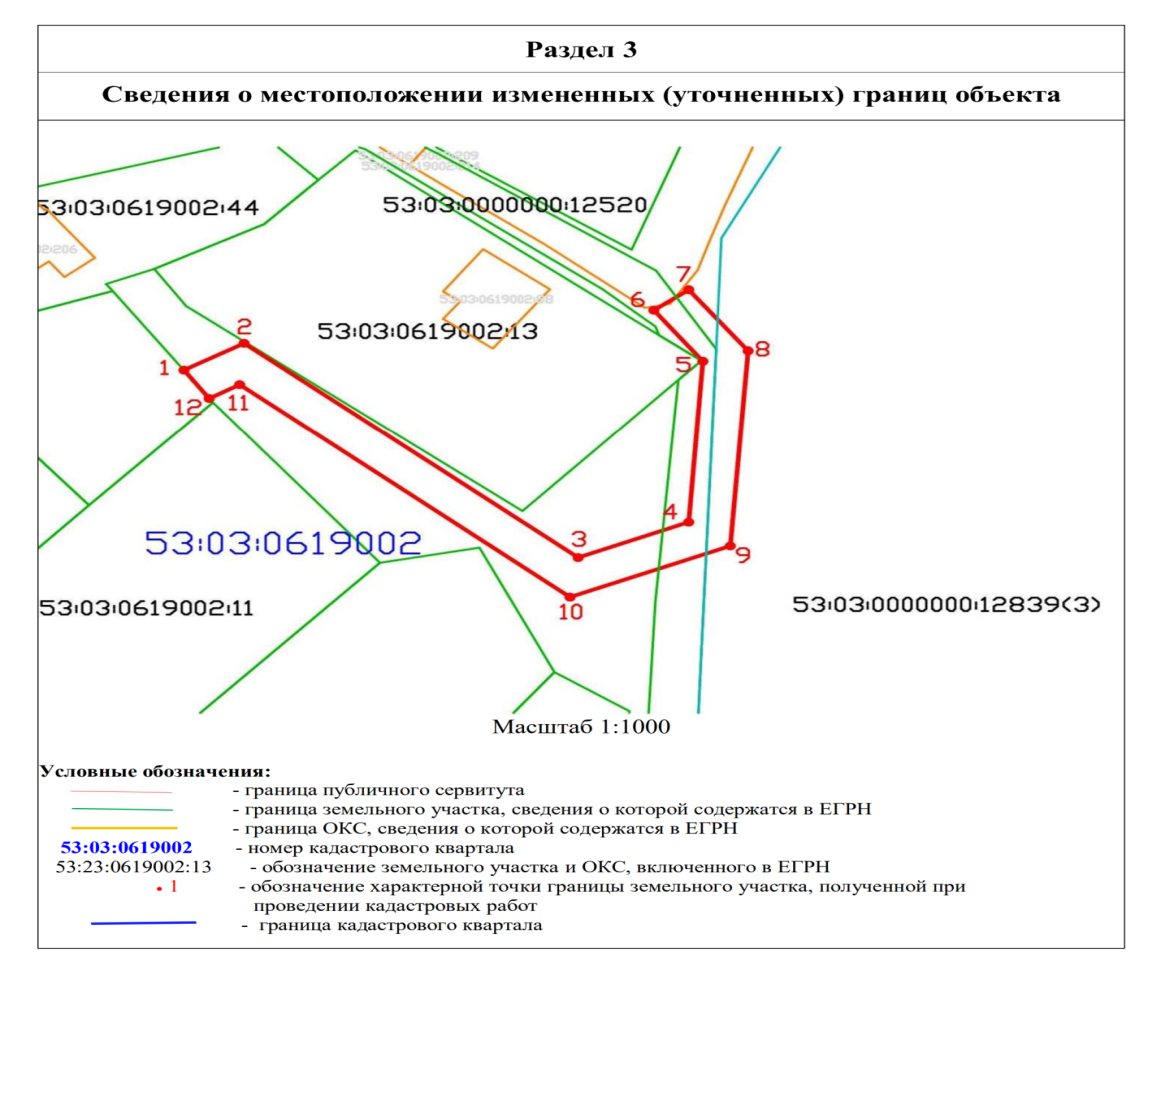 Раздел 3
Сведения о местоположении измененных (уточненных) границ объекта
53:03:0619002:44
53:03:0000000:12520
53:03:0619002:13
7
6
2
1
8
5
12
11
4
3
9
53:03:0619002
10
53:03:0619002:11
53:03:0000000:12839(3)
Масштаб 1:1000
Условные обозначения:
- граница публичного сервитута
- граница земельного участка, сведения о которой содержатся в ЕГРН
- граница ОКС, сведения о которой содержатся в ЕГРН
53:03:0619002 - номер кадастрового квартала
53:23:0619002:13 - обозначение земельного участка и ОКС, включенного в ЕГРН
. 1 - обозначение характерной точки границы земельного участка, полученной при
проведении кадастровых работ
- граница кадастрового квартала